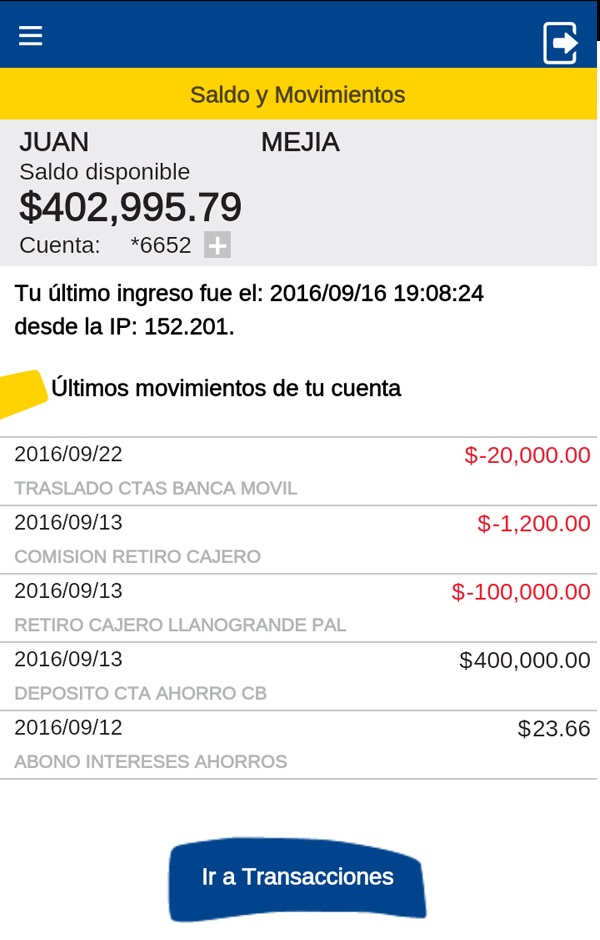 Saldo y Movimientos
JUAN MEJIA
Saldo disponible
$402,995.79
Cuenta: *6652
Tu último ingreso fue el: 2016/09/16 19:08:24
desde la IP: 152.201.
Últimos movimientos de tu cuenta
2016/09/22 $-20,000.00
TRASLADO CTAS BANCA MOVIL
2016/09/13 $-1,200.00
COMISION RETIRO CAJERO
2016/09/13 $-100,000.00
RETIRO CAJERO LLANOGRANDE PAL
2016/09/13 $400,000.00
DEPOSITO CTA AHORRO CB
2016/09/12 $23.66
ABONO INTERESES AHORROS
Ir a Transacciones